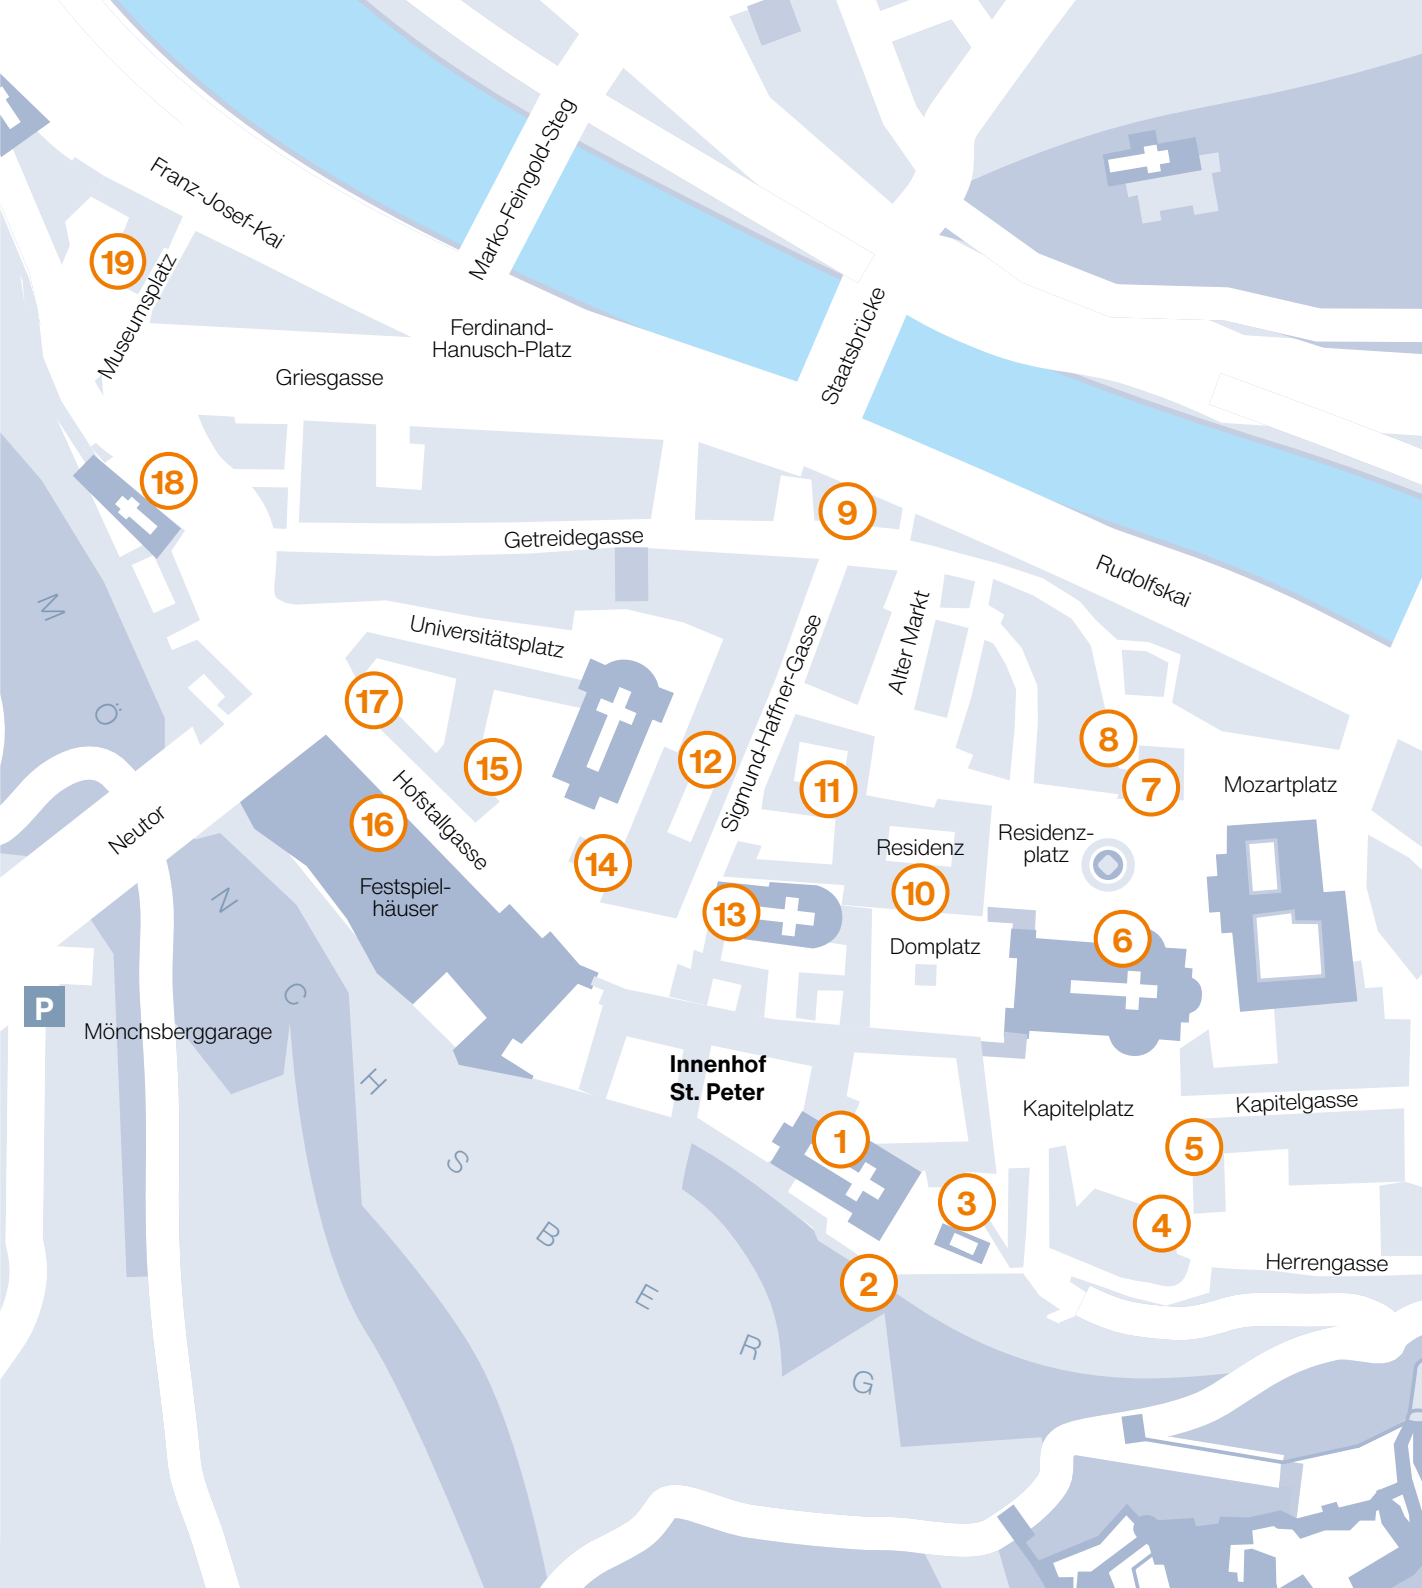 Marko-Feingold-Steg
Franz-Josef-Kai
19
Museumsplatz
Staatsbrücke
Ferdinand-
Hanusch-Platz
Griesgasse
18
9
Getreidegasse
Rudolfskai
Universitätsplatz
Sigmund-Haffner-Gasse
Alter Markt
17
15
12
11
8
7
Mozartplatz
Neutor
Hofstallgasse
16
14
Festspiel-
häuser
Residenz-
platz
Residenz
10
13
6
Domplatz
P
Mönchsberggarage
Innenhof
St. Peter
Kapitelplatz
Kapitelgasse
1
5
3
4
2
Herrengasse
M Ö N C H S B E R G